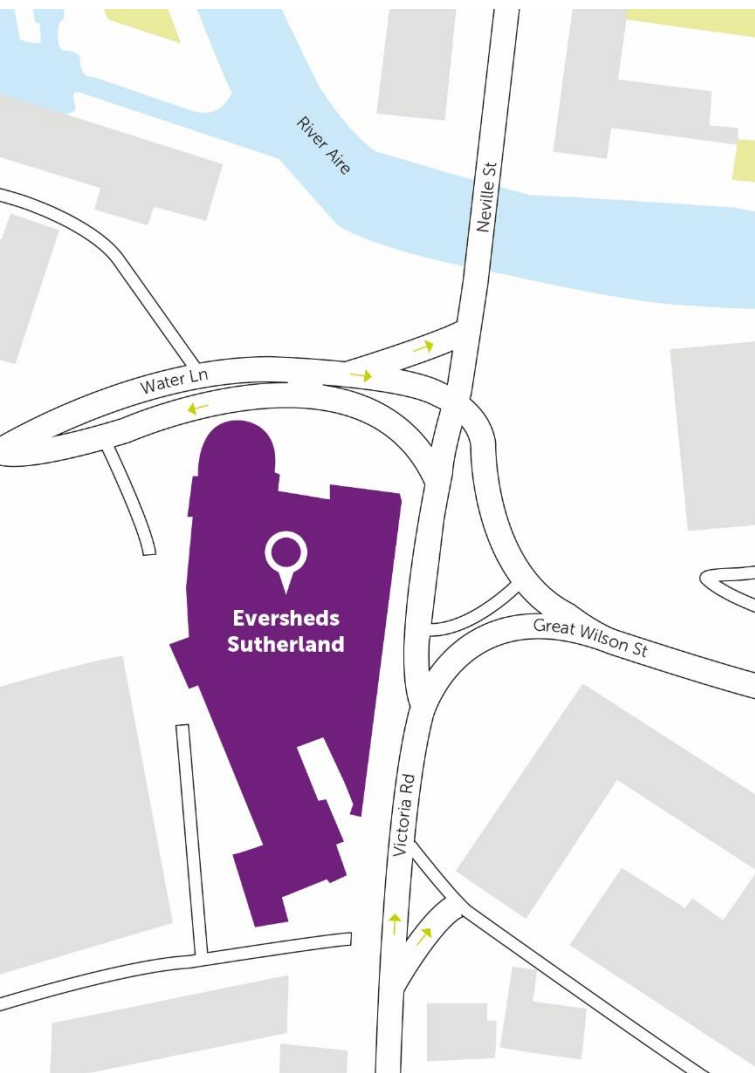 River Aire
Neville St
Water Ln
Eversheds
Sutherland
Great Wilson St
Victoria Rd